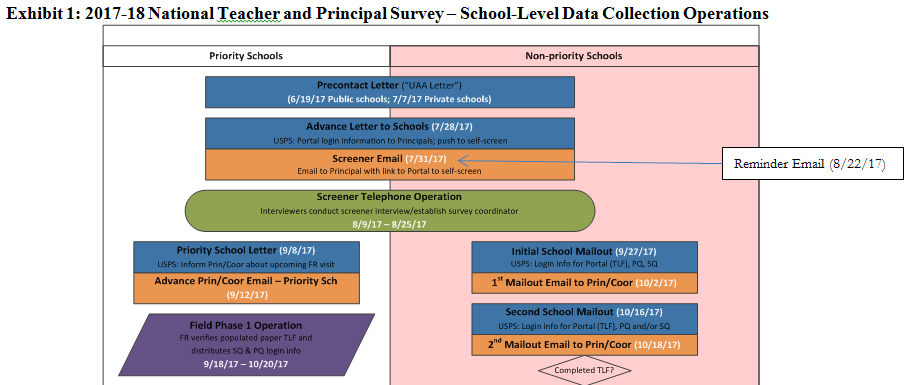 Exhibit 1: 2017-18 National Teacher and Principal Survey – School-Level Data Collection Operations
Priority Schools
Non-priority Schools
Precontact Letter ("UAA Letter")
(6/19/17 Public schools; 7/7/17 Private schools)
Advance Letter to Schools (7/28/17)
USPS: Portal login information to Principals; push to self-screen
Screener Email (7/31/17)
Email to Principal with link to Portal to self-screen
Reminder Email (8/22/17)
Screener Telephone Operation
Interviewers conduct screener interview/establish survey coordinator
8/9/17 – 8/25/17
Priority School Letter (9/8/17)
USPS: Inform Prin/Coor about upcoming FR visit
Advance Prin/Coor Email – Priority Sch
(9/12/17)
Field Phase 1 Operation
FR verifies populated paper TLF and
distributes SQ & PQ login info
9/18/17 – 10/20/17
Initial School Mailout (9/27/17)
USPS: Login info for Portal (TLF), PQ, SQ
1st Mailout Email to Prin/Coor (10/2/17)
Second School Mailout (10/16/17)
USPS: Login info for Portal (TLF), PQ and/or SQ
2nd Mailout Email to Prin/Coor (10/18/17)
Completed TLF?